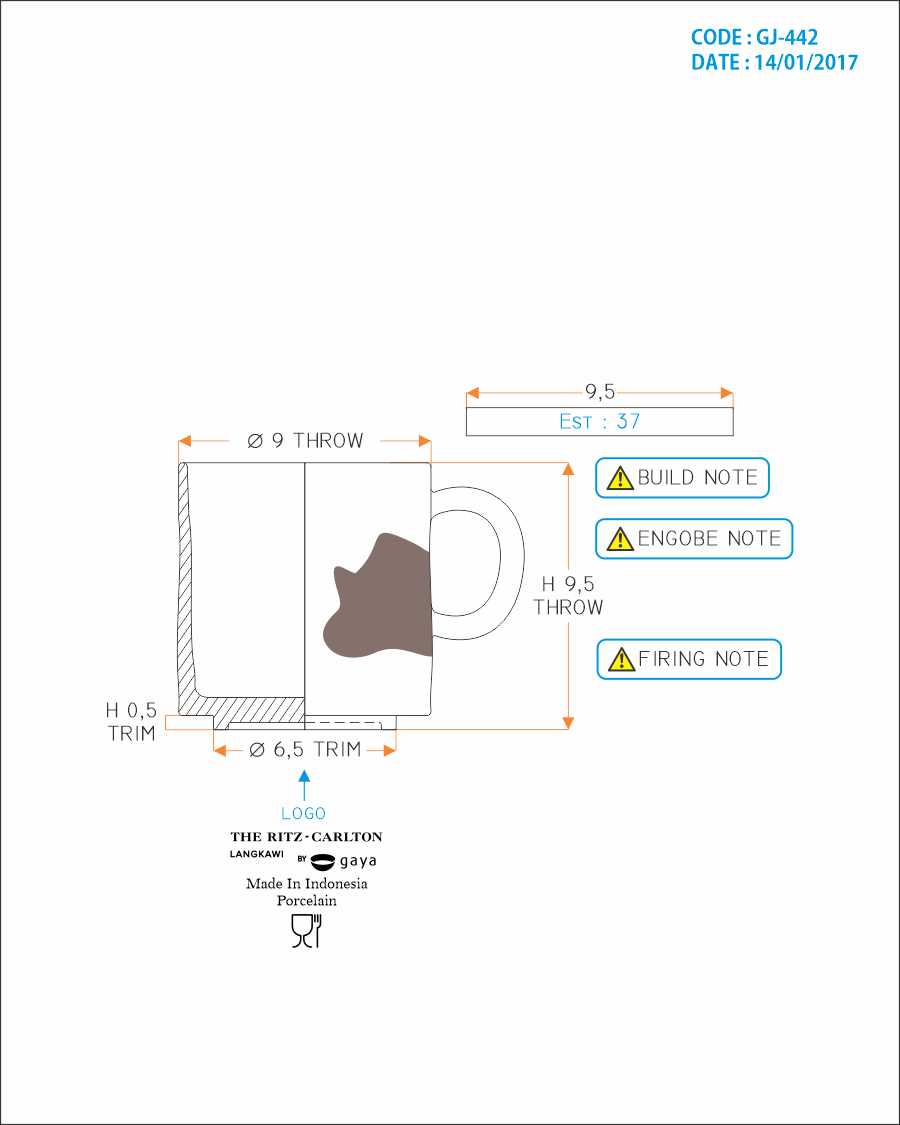 CODE : GJ-442
DATE : 14/01/2017
9,5
EST : 37
Ø 9 THROW
BUILD NOTE
ENGOBE NOTE
H 9,5
THROW
FIRING NOTE
H 0,5
TRIM
Ø 6,5 TRIM
LOGO
THE RITZ-CARLTON
LANGKAWI BY gaya
Made In Indonesia
Porcelain